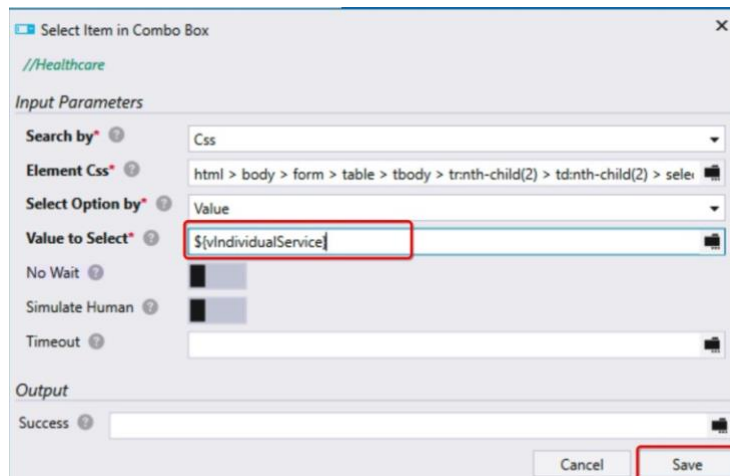 Select Item in Combo Box
//Healthcare
Input Parameters
Search by* Css
Element Css* html > body > form > table > tbody > tr:nth-child(2) > td:nth-child(2) > sele
Select Option by* Value
Value to Select* ${vIndividualService}
No Wait
Simulate Human
Timeout
Output
Success
Cancel Save